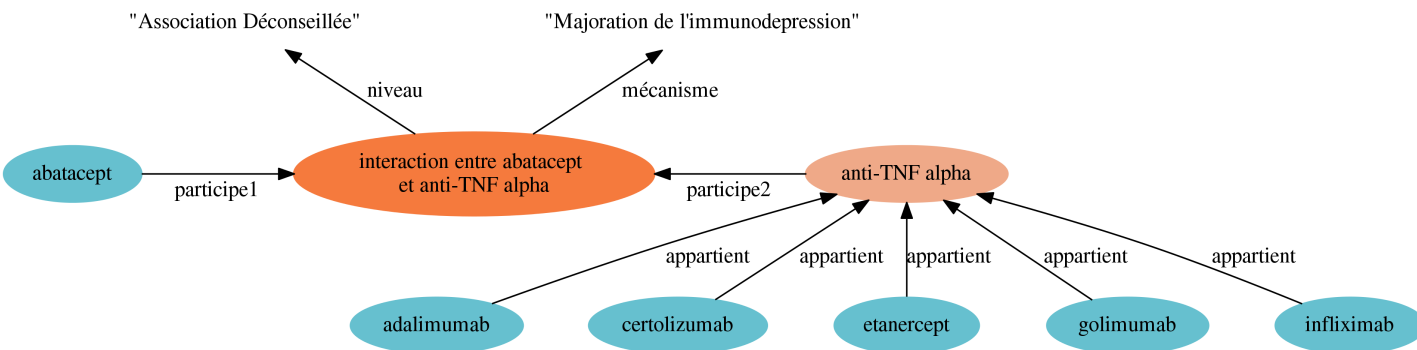 "Association Déconseillée"
"Majoration de l'immunodepression"
niveau
mécanisme
abatacept
participe1
interaction entre abatacept
et anti-TNF alpha
participe2
anti-TNF alpha
appartient
appartient
appartient
appartient
appartient
adalimumab
certolizumab
etanercept
golimumab
infliximab